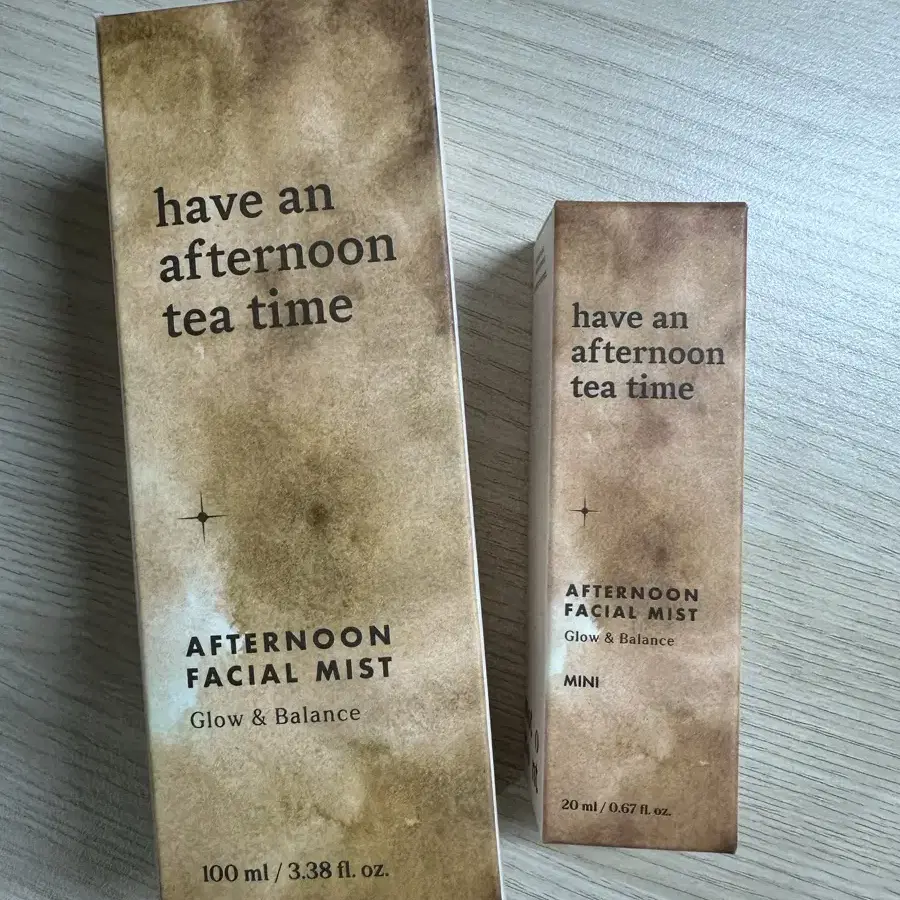 have an
afternoon
tea time
AFTERNOON
FACIAL MIST
Glow & Balance
100 ml / 3.38 fl. oz.
have an
afternoon
tea time
AFTERNOON
FACIAL MIST
Glow & Balance
MINI
20 ml / 0.67 fl. oz.